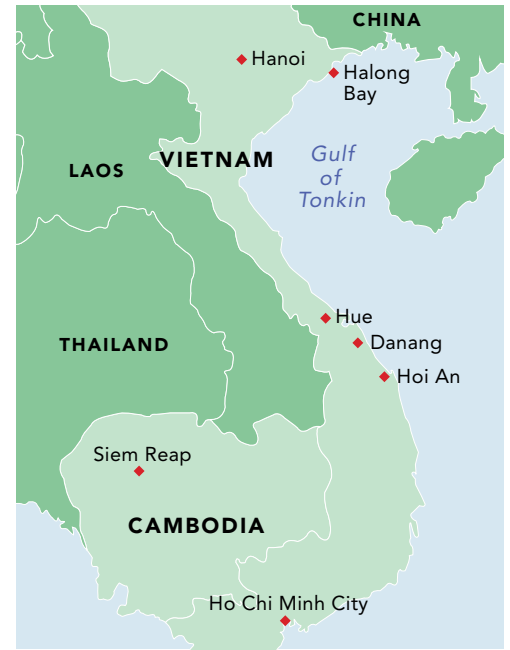 CHINA
Hanoi
Halong
Bay
VIETNAM
Gulf
of
Tonkin
LAOS
Hue
Danang
THAILAND
Hoi An
Siem Reap
CAMBODIA
Ho Chi Minh City